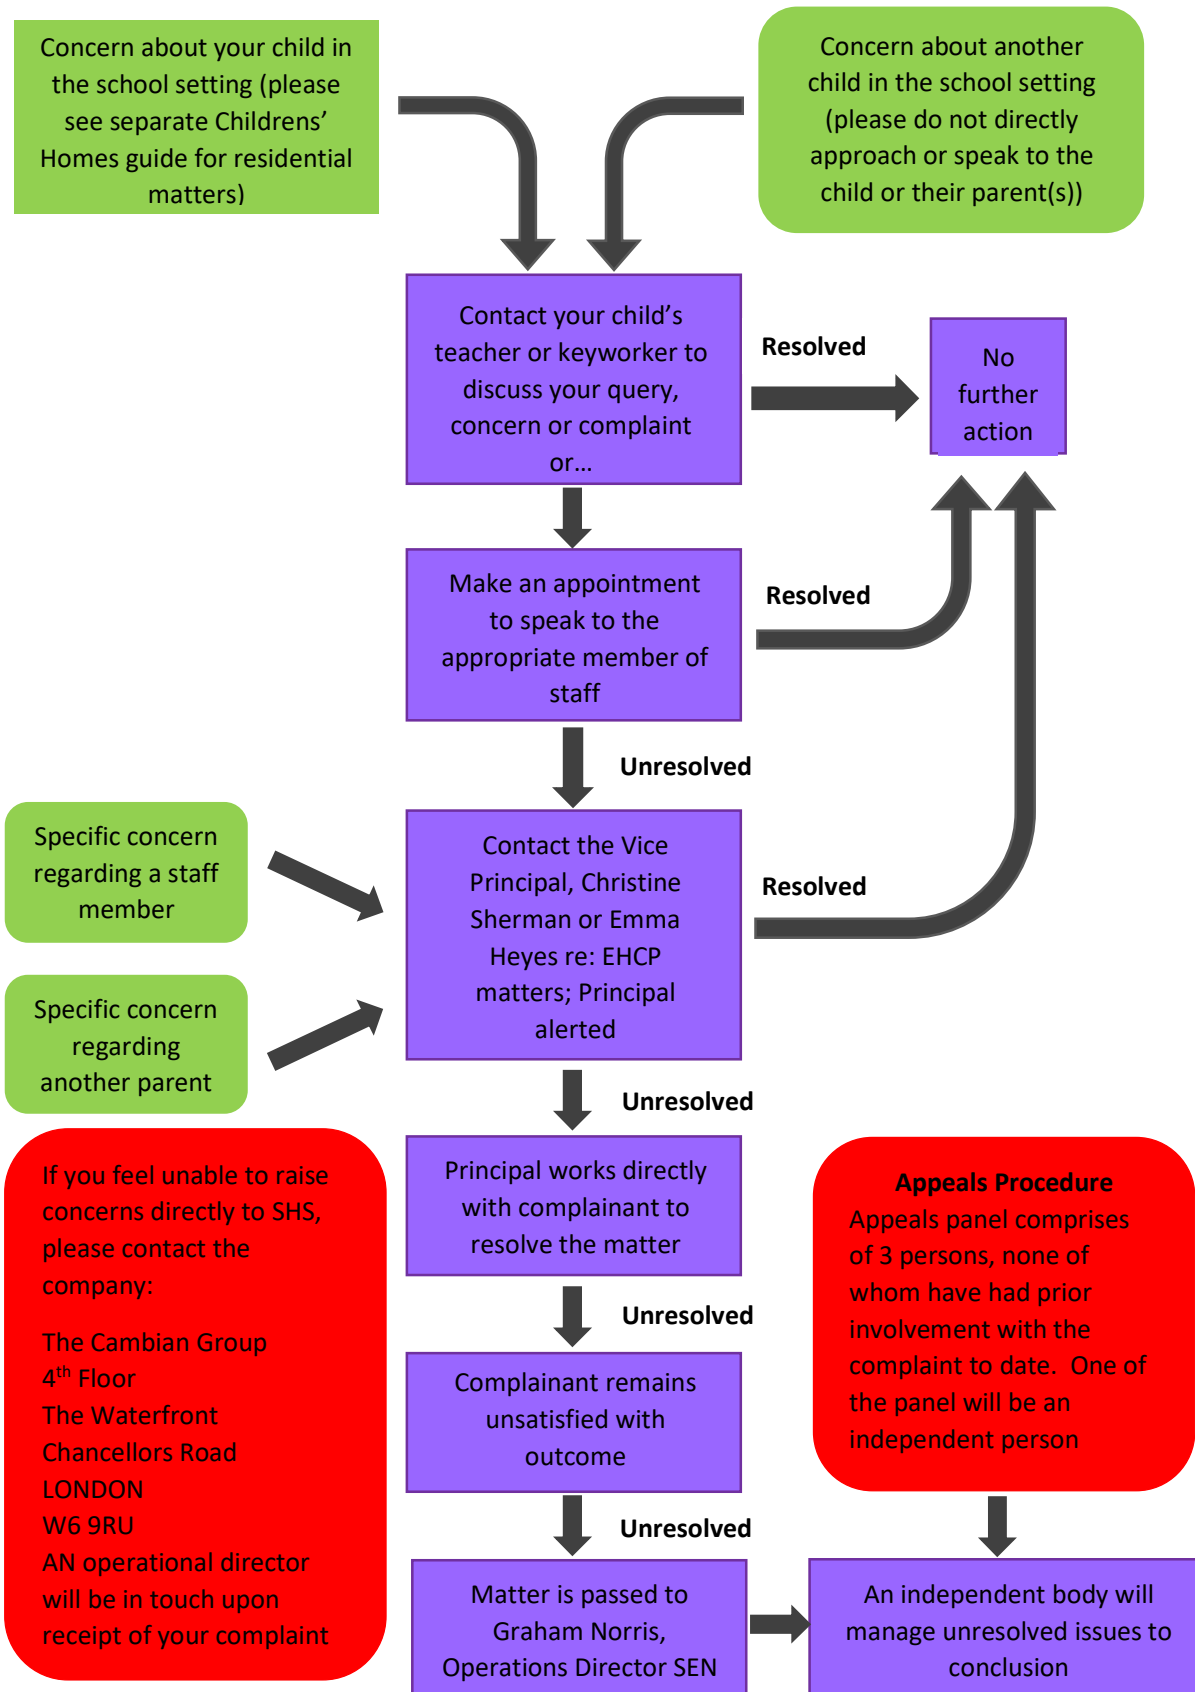 Concern about your child in
the school setting (please
see separate Childrens’
Homes guide for residential
matters)
Concern about another
child in the school setting
(please do not directly
approach or speak to the
child or their parent(s))
Contact your child’s
teacher or keyworker to
discuss your query,
concern or complaint
or…
Resolved
No
further
action
Make an appointment
to speak to the
appropriate member of
staff
Resolved
Unresolved
Specific concern
regarding a staff
member
Contact the Vice
Principal, Christine
Sherman or Emma
Heyes re: EHCP
matters; Principal
alerted
Resolved
Specific concern
regarding
another parent
Unresolved
If you feel unable to raise
concerns directly to SHS,
please contact the
company:
The Cambian Group
4th Floor
The Waterfront
Chancellors Road
LONDON
W6 9RU
AN operational director
will be in touch upon
receipt of your complaint
Principal works directly
with complainant to
resolve the matter
Unresolved
Appeals Procedure
Appeals panel comprises
of 3 persons, none of
whom have had prior
involvement with the
complaint to date.  One of
the panel will be an
independent person
Complainant remains
unsatisfied with
outcome
Unresolved
Matter is passed to
Graham Norris,
Operations Director SEN
An independent body will
manage unresolved issues to
conclusion